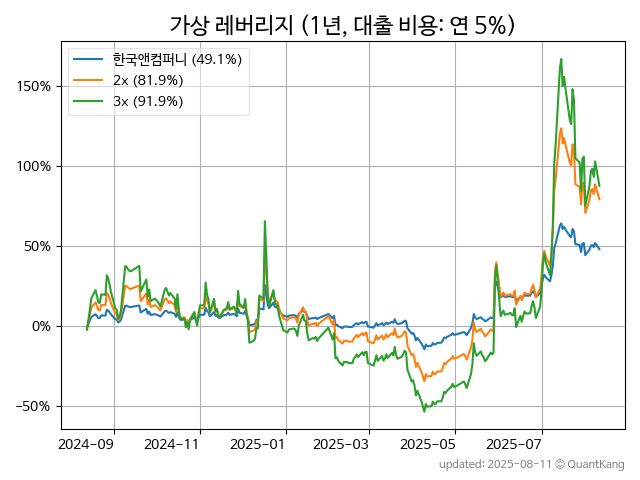 가상 레버리지 (1년, 대출 비용: 연 5%)
한국앤컴퍼니 (49.1%)
2x (81.9%)
3x (91.9%)
150%
100%
50%
0%
−50%
2024-09 2024-11 2025-01 2025-03 2025-05 2025-07
updated: 2025-08-11 © QuantKang